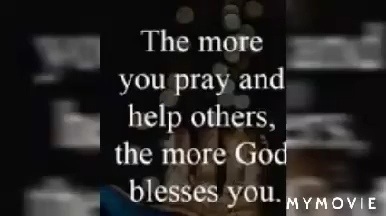 The more
you pray and
help others,
the more God
blesses you.
MYMOVIE